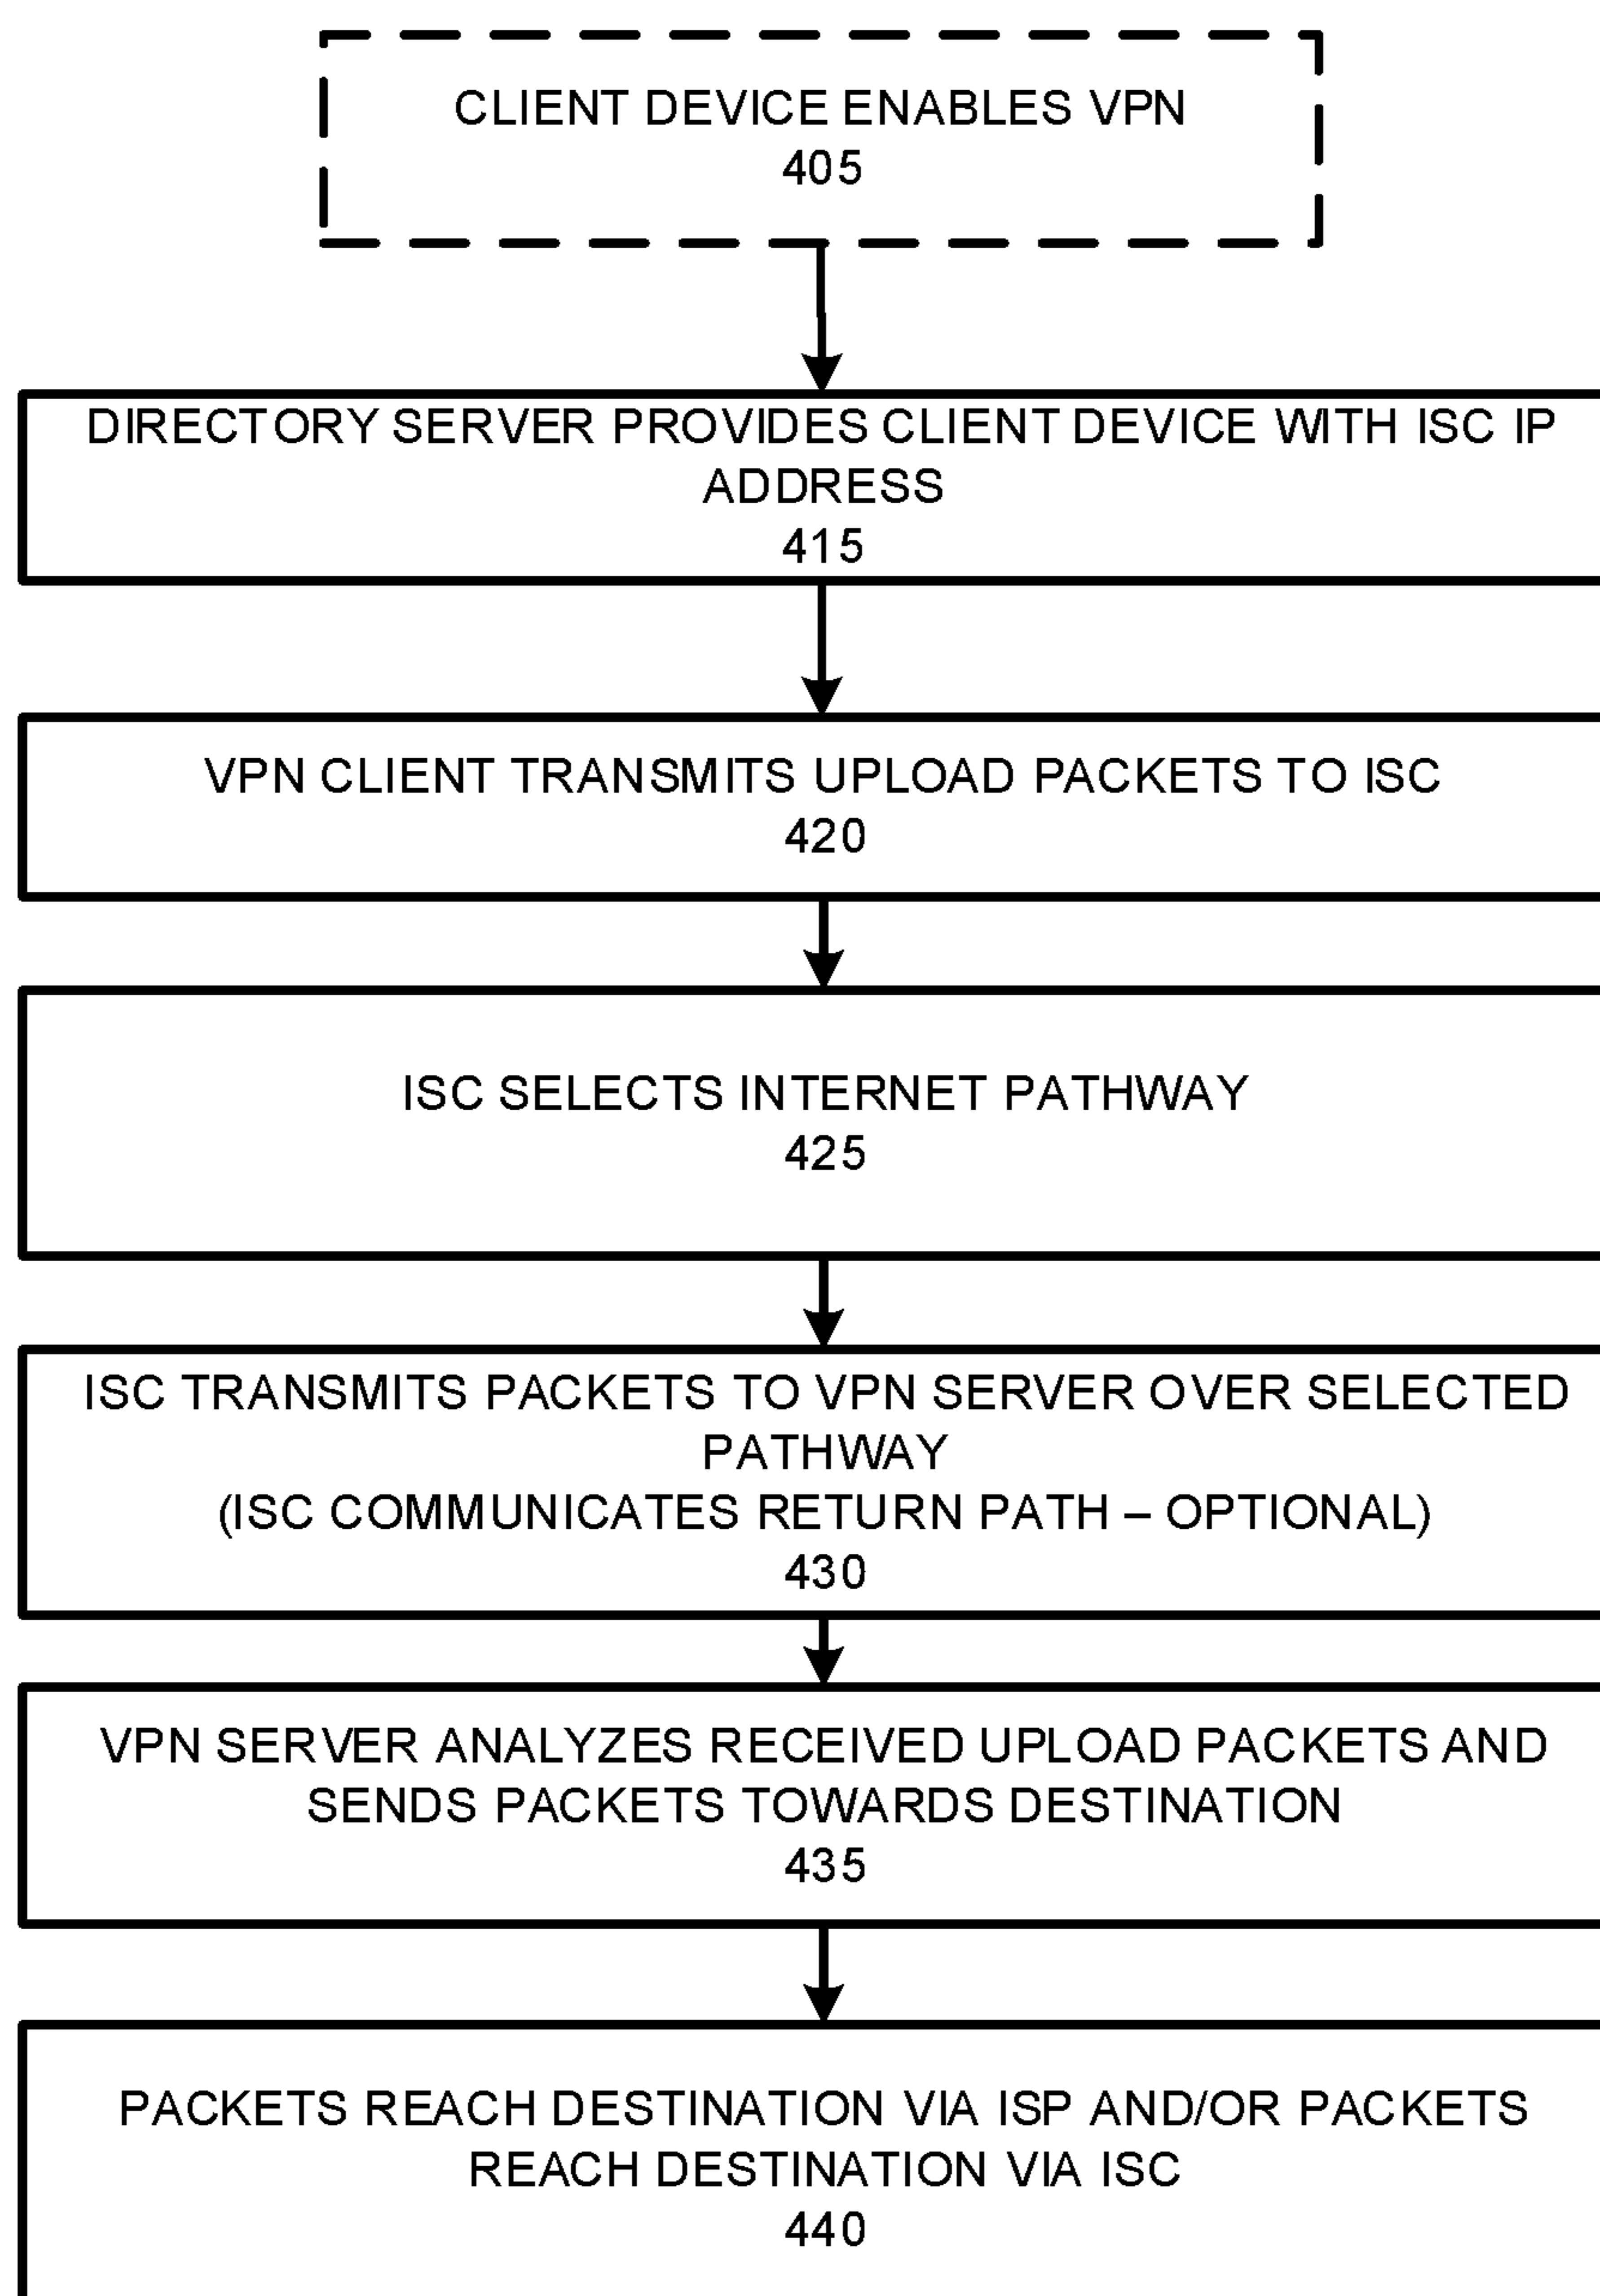 CLIENT DEVICE ENABLES VPN
405
DIRECTORY SERVER PROVIDES CLIENT DEVICE WITH ISC IP
ADDRESS
415
VPN CLIENT TRANSMITS UPLOAD PACKETS TO ISC
420
ISC SELECTS INTERNET PATHWAY
425
ISC TRANSMITS PACKETS TO VPN SERVER OVER SELECTED
PATHWAY
(ISC COMMUNICATES RETURN PATH – OPTIONAL)
430
VPN SERVER ANALYZES RECEIVED UPLOAD PACKETS AND
SENDS PACKETS TOWARDS DESTINATION
435
PACKETS REACH DESTINATION VIA ISP AND/OR PACKETS
REACH DESTINATION VIA ISC
440